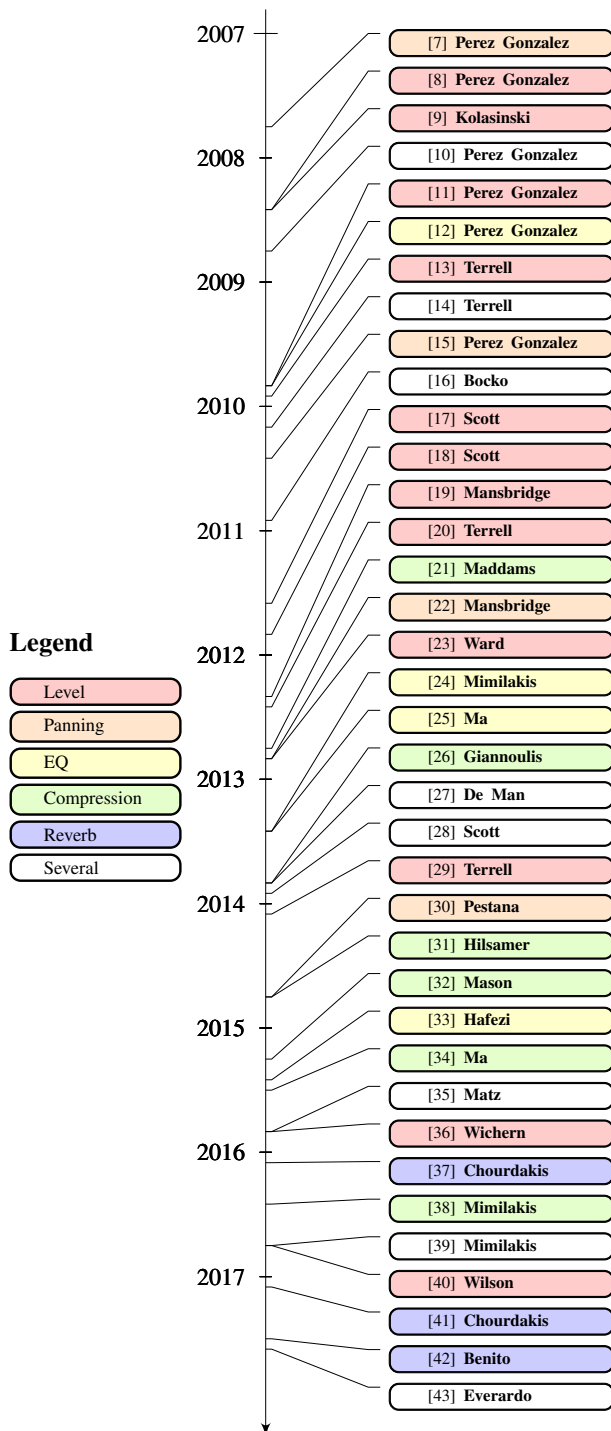 2007
2008
2009
2010
2011
2012
2013
2014
2015
2016
2017
[7] Perez Gonzalez
[8] Perez Gonzalez
[9] Kolasinski
[10] Perez Gonzalez
[11] Perez Gonzalez
[12] Perez Gonzalez
[13] Terrell
[14] Terrell
[15] Perez Gonzalez
[16] Bocko
[17] Scott
[18] Scott
[19] Mansbridge
[20] Terrell
[21] Maddams
[22] Mansbridge
[23] Ward
[24] Mimilakis
[25] Ma
[26] Giannoulis
[27] De Man
[28] Scott
[29] Terrell
[30] Pestana
[31] Hilsamer
[32] Mason
[33] Hafezi
[34] Ma
[35] Matz
[36] Wichern
[37] Chourdakis
[38] Mimilakis
[39] Mimilakis
[40] Wilson
[41] Chourdakis
[42] Benito
[43] Everardo
Legend
Level
Panning
EQ
Compression
Reverb
Several